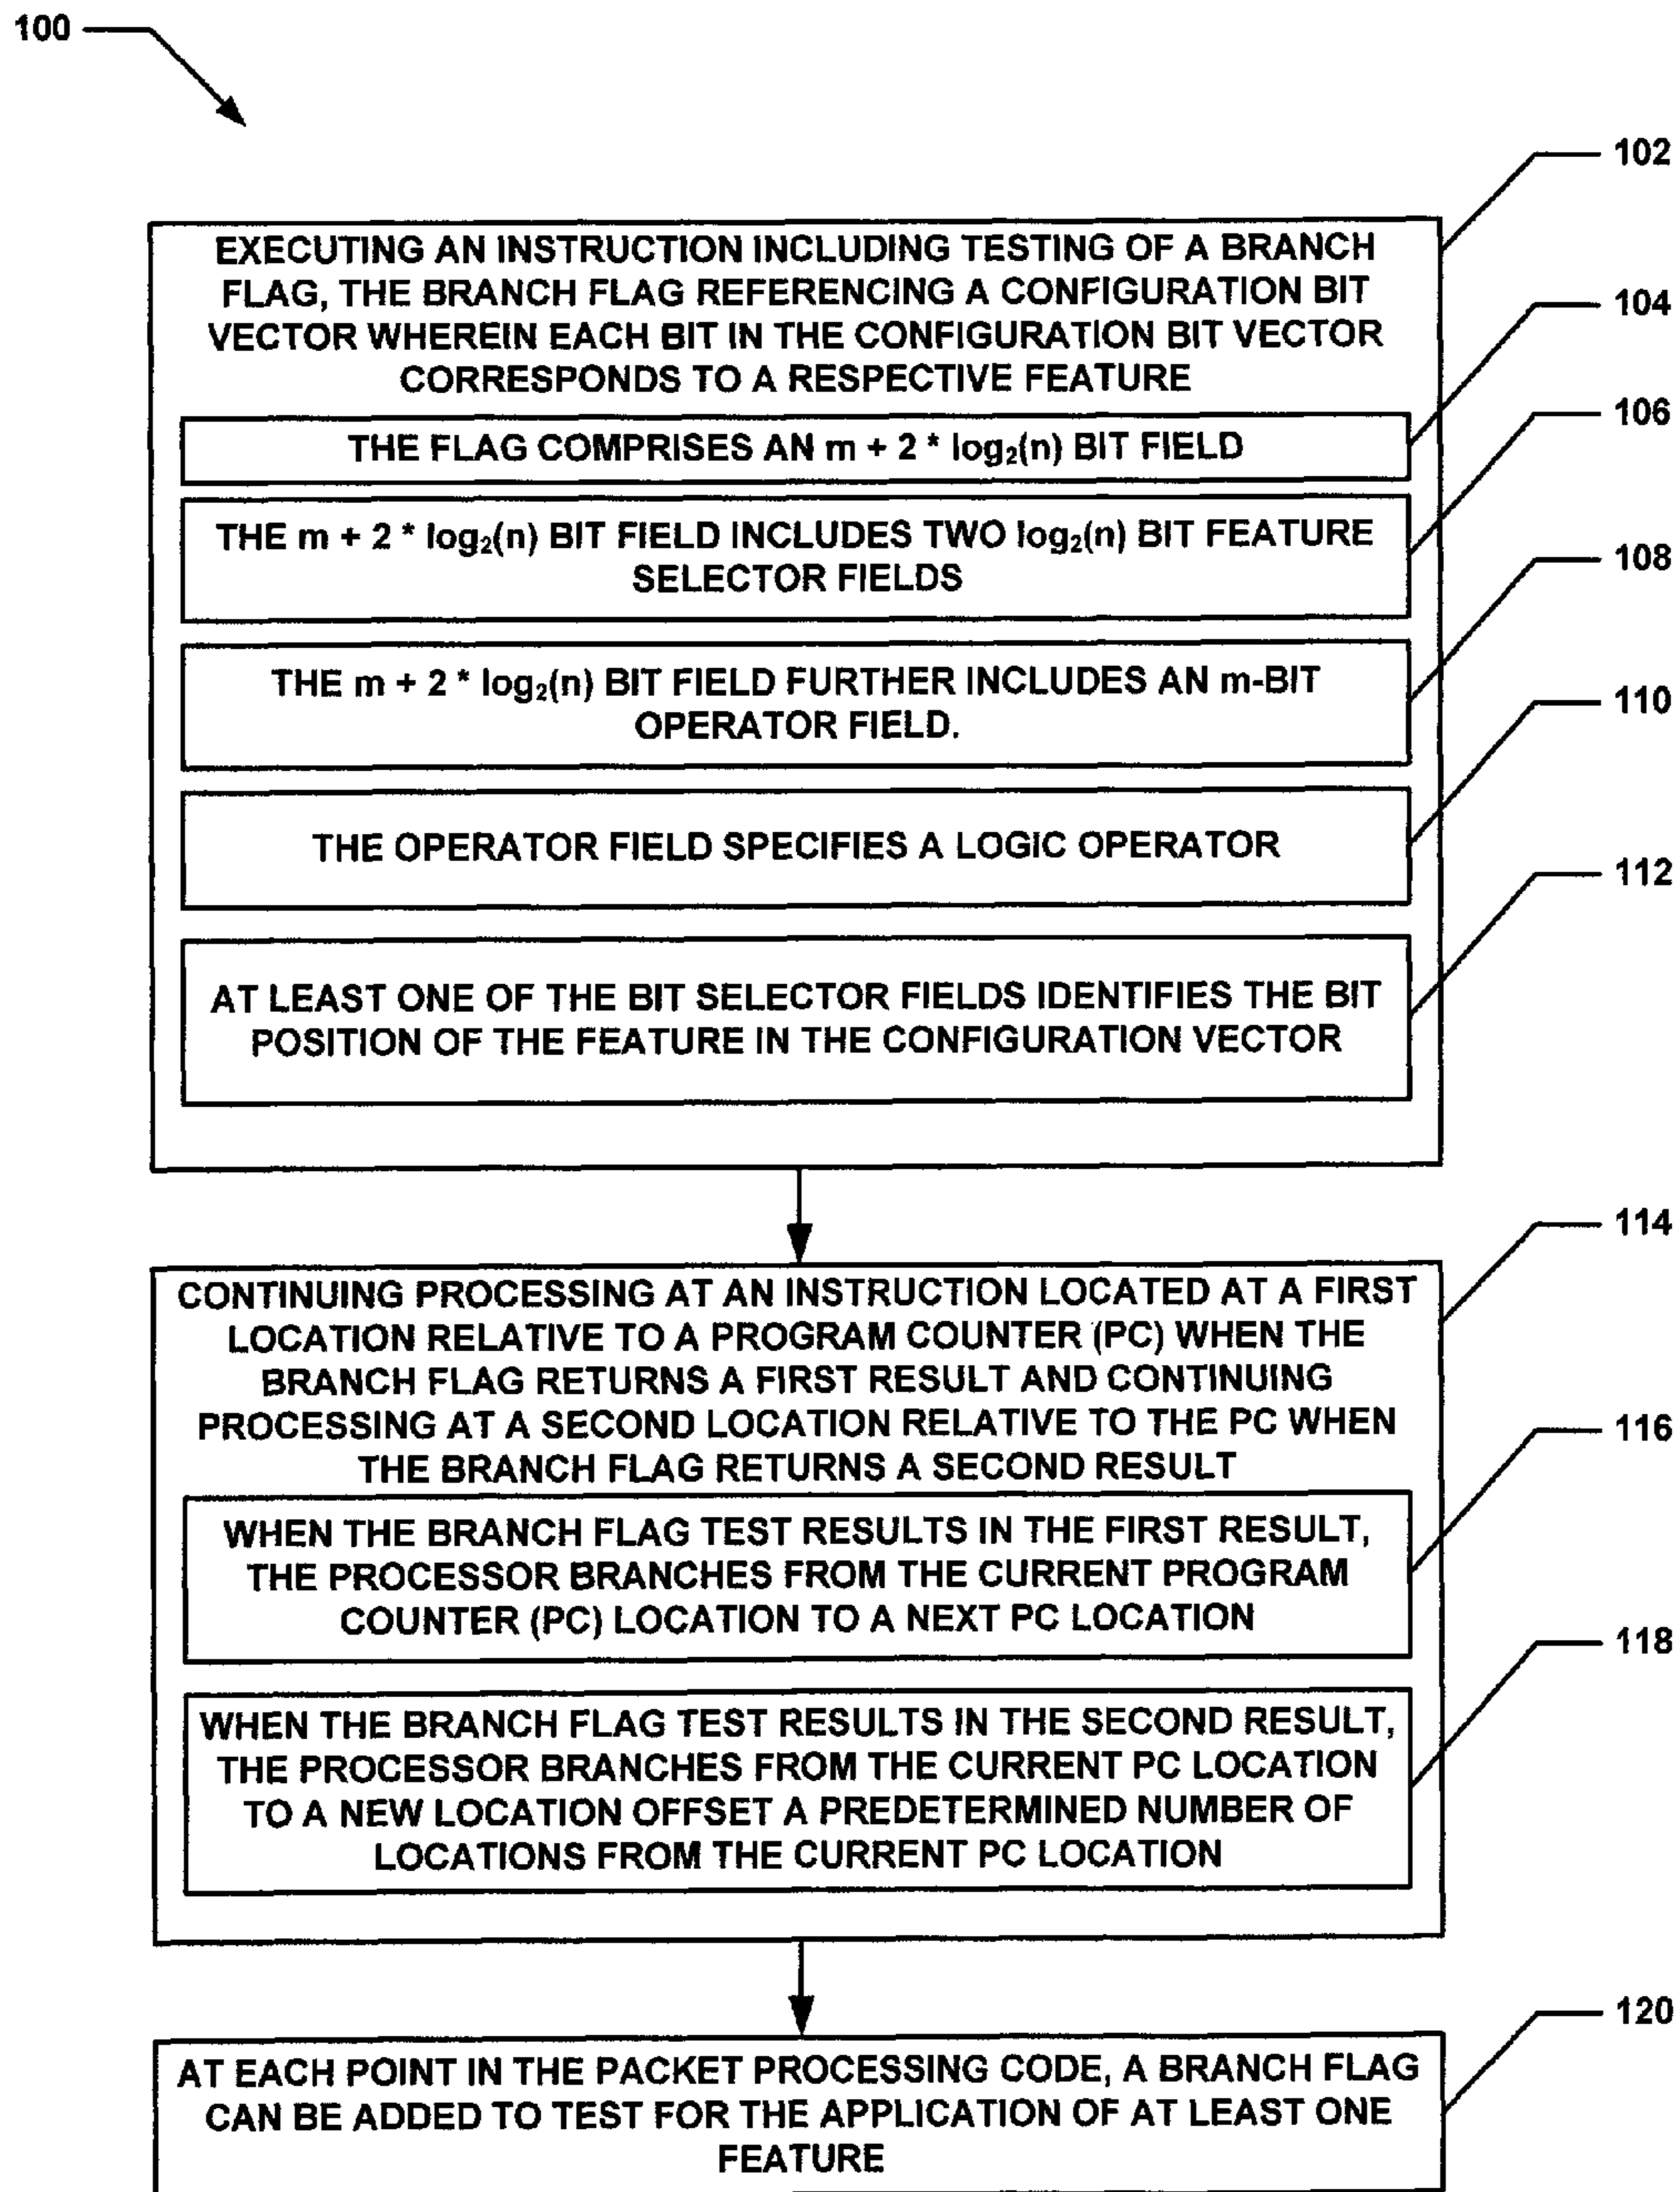 100
102
EXECUTING AN INSTRUCTION INCLUDING TESTING OF A BRANCH
FLAG, THE BRANCH FLAG REFERENCING A CONFIGURATION BIT
VECTOR WHEREIN EACH BIT IN THE CONFIGURATION BIT VECTOR
CORRESPONDS TO A RESPECTIVE FEATURE
104
THE FLAG COMPRISES AN m + 2 * log₂(n) BIT FIELD
106
THE m + 2 * log₂(n) BIT FIELD INCLUDES TWO log₂(n) BIT FEATURE
SELECTOR FIELDS
108
THE m + 2 * log₂(n) BIT FIELD FURTHER INCLUDES AN m-BIT
OPERATOR FIELD.
110
THE OPERATOR FIELD SPECIFIES A LOGIC OPERATOR
112
AT LEAST ONE OF THE BIT SELECTOR FIELDS IDENTIFIES THE BIT
POSITION OF THE FEATURE IN THE CONFIGURATION VECTOR
114
CONTINUING PROCESSING AT AN INSTRUCTION LOCATED AT A FIRST
LOCATION RELATIVE TO A PROGRAM COUNTER (PC) WHEN THE
BRANCH FLAG RETURNS A FIRST RESULT AND CONTINUING
PROCESSING AT A SECOND LOCATION RELATIVE TO THE PC WHEN
THE BRANCH FLAG RETURNS A SECOND RESULT
116
WHEN THE BRANCH FLAG TEST RESULTS IN THE FIRST RESULT,
THE PROCESSOR BRANCHES FROM THE CURRENT PROGRAM
COUNTER (PC) LOCATION TO A NEXT PC LOCATION
118
WHEN THE BRANCH FLAG TEST RESULTS IN THE SECOND RESULT,
THE PROCESSOR BRANCHES FROM THE CURRENT PC LOCATION
TO A NEW LOCATION OFFSET A PREDETERMINED NUMBER OF
LOCATIONS FROM THE CURRENT PC LOCATION
120
AT EACH POINT IN THE PACKET PROCESSING CODE, A BRANCH FLAG
CAN BE ADDED TO TEST FOR THE APPLICATION OF AT LEAST ONE
FEATURE